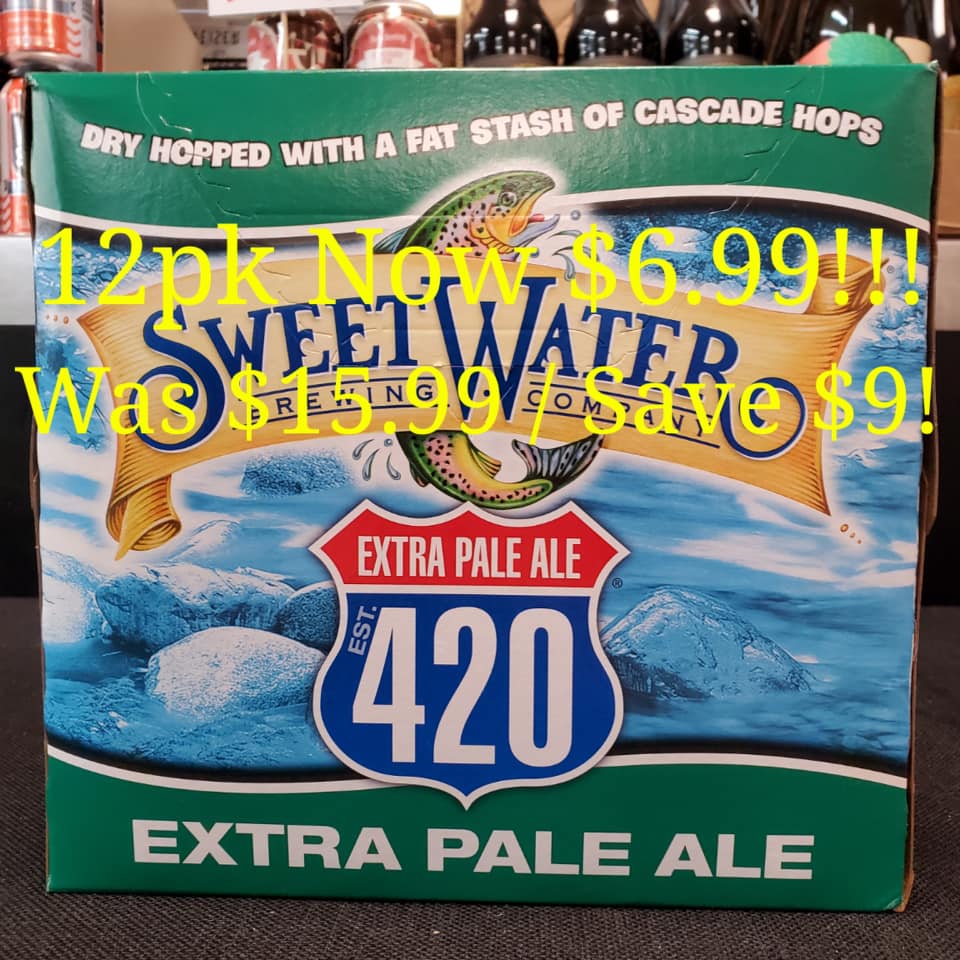 EIZEN
DRY HOPPED WITH A FAT STASH OF CASCADE HOPS
12pk Now $6.99!!!
SWEETWATER
Was $15.99 / Save $9!
BREWING COMPANY
EXTRA PALE ALE
®
EST. 420
EXTRA PALE ALE